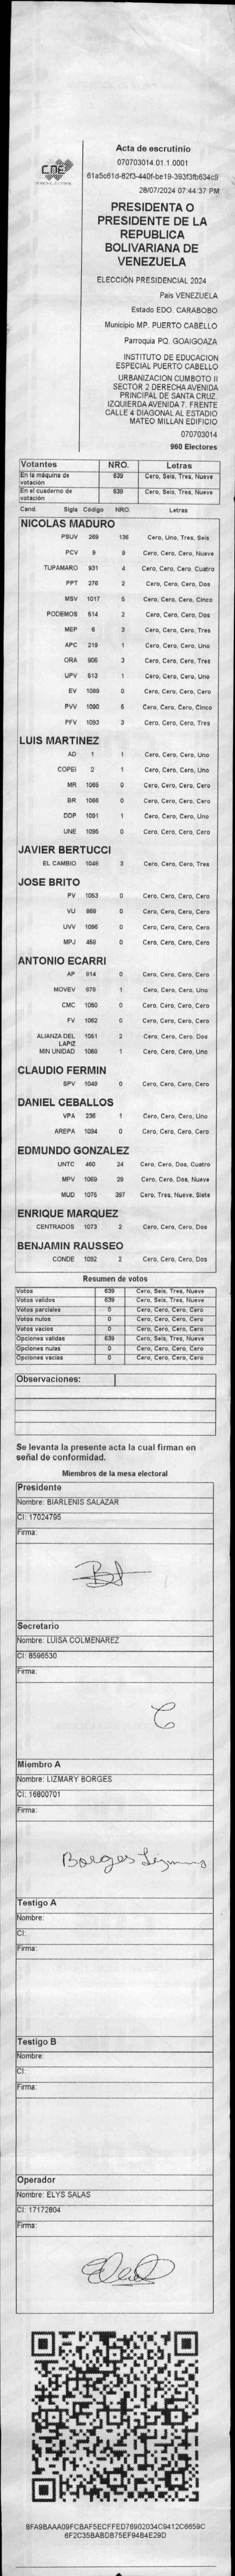 Acta de escrutinio
070703014.01.1.0001
61a5c61d-82f3-440f-be19-393f3fb634c9
28/07/2024 07:44:37 PM
CNE
PRESIDENTA O
PRESIDENTE DE LA
REPUBLICA
BOLIVARIANA DE
VENEZUELA
ELECCIÓN PRESIDENCIAL 2024
Pais VENEZUELA
Estado EDO. CARABOBO
Municipio MP. PUERTO CABELLO
Parroquia PQ. GOAIGOAZA
INSTITUTO DE EDUCACION
ESPECIAL PUERTO CABELLO
URBANIZACION CUMBOTO II
SECTOR 2 DERECHA AVENIDA
PRINCIPAL DE SANTA CRUZ.
IZQUIERDA AVENIDA 7. FRENTE
CALLE 4 DIAGONAL AL ESTADIO
MATEO MILLAN EDIFICIO
070703014
960 Electores
Votantes NRO. Letras
En la máquina de votación 639 Cero, Seis, Tres, Nueve
En el cuaderno de votación 639 Cero, Seis, Tres, Nueve
Cand. Sigla Código NRO. Letras
NICOLAS MADURO
PSUV 269 136 Cero, Uno, Tres, Seis
PCV 9 9 Cero, Cero, Cero, Nueve
TUPAMARO 931 4 Cero, Cero, Cero, Cuatro
PPT 276 2 Cero, Cero, Cero, Dos
MSV 1017 5 Cero, Cero, Cero, Cinco
PODEMOS 514 2 Cero, Cero, Cero, Dos
MEP 6 3 Cero, Cero, Cero, Tres
APC 219 1 Cero, Cero, Cero, Uno
ORA 906 3 Cero, Cero, Cero, Tres
UPV 513 1 Cero, Cero, Cero, Uno
EV 1089 0 Cero, Cero, Cero, Cero
PVV 1090 5 Cero, Cero, Cero, Cinco
PFV 1093 3 Cero, Cero, Cero, Tres
LUIS MARTINEZ
AD 1 1 Cero, Cero, Cero, Uno
COPEI 2 1 Cero, Cero, Cero, Uno
MR 1065 0 Cero, Cero, Cero, Cero
BR 1088 0 Cero, Cero, Cero, Cero
DDP 1091 1 Cero, Cero, Cero, Uno
UNE 1095 0 Cero, Cero, Cero, Cero
JAVIER BERTUCCI
EL CAMBIO 1048 3 Cero, Cero, Cero, Tres
JOSE BRITO
PV 1053 0 Cero, Cero, Cero, Cero
VU 868 0 Cero, Cero, Cero, Cero
UVV 1096 0 Cero, Cero, Cero, Cero
MPJ 459 0 Cero, Cero, Cero, Cero
ANTONIO ECARRI
AP 814 0 Cero, Cero, Cero, Cero
MOVEV 879 1 Cero, Cero, Cero, Uno
CMC 1050 0 Cero, Cero, Cero, Cero
FV 1062 0 Cero, Cero, Cero, Cero
ALIANZA DEL LAPIZ 1051 2 Cero, Cero, Cero, Dos
MIN UNIDAD 1068 1 Cero, Cero, Cero, Uno
CLAUDIO FERMIN
SPV 1049 0 Cero, Cero, Cero, Cero
DANIEL CEBALLOS
VPA 236 1 Cero, Cero, Cero, Uno
AREPA 1094 0 Cero, Cero, Cero, Cero
EDMUNDO GONZALEZ
UNTC 460 24 Cero, Cero, Dos, Cuatro
MPV 1069 29 Cero, Cero, Dos, Nueve
MUD 1075 397 Cero, Tres, Nueve, Siete
ENRIQUE MARQUEZ
CENTRADOS 1073 2 Cero, Cero, Cero, Dos
BENJAMIN RAUSSEO
CONDE 1092 2 Cero, Cero, Cero, Dos
Resumen de votos
Votos 639 Cero, Seis, Tres, Nueve
Votos validos 639 Cero, Seis, Tres, Nueve
Votos parciales 0 Cero, Cero, Cero, Cero
Votos nulos 0 Cero, Cero, Cero, Cero
Votos vacios 0 Cero, Cero, Cero, Cero
Opciones validas 639 Cero, Seis, Tres, Nueve
Opciones nulas 0 Cero, Cero, Cero, Cero
Opciones vacias 0 Cero, Cero, Cero, Cero
Observaciones:
Se levanta la presente acta la cual firman en
señal de conformidad.
Miembros de la mesa electoral
Presidente
Nombre: BIARLENIS SALAZAR
CI: 17024795
Firma:
Secretario
Nombre: LUISA COLMENAREZ
CI: 8596530
Firma:
Miembro A
Nombre: LIZMARY BORGES
CI: 16800701
Firma:
Borges
Testigo A
Nombre:
CI:
Firma:
Testigo B
Nombre:
CI:
Firma:
Operador
Nombre: ELYS SALAS
CI: 17172804
Firma:
8FA9BAAA09FCBAF5ECFFED76902034C9412C6659C
6F2C35BABDB75EF94B4E29D